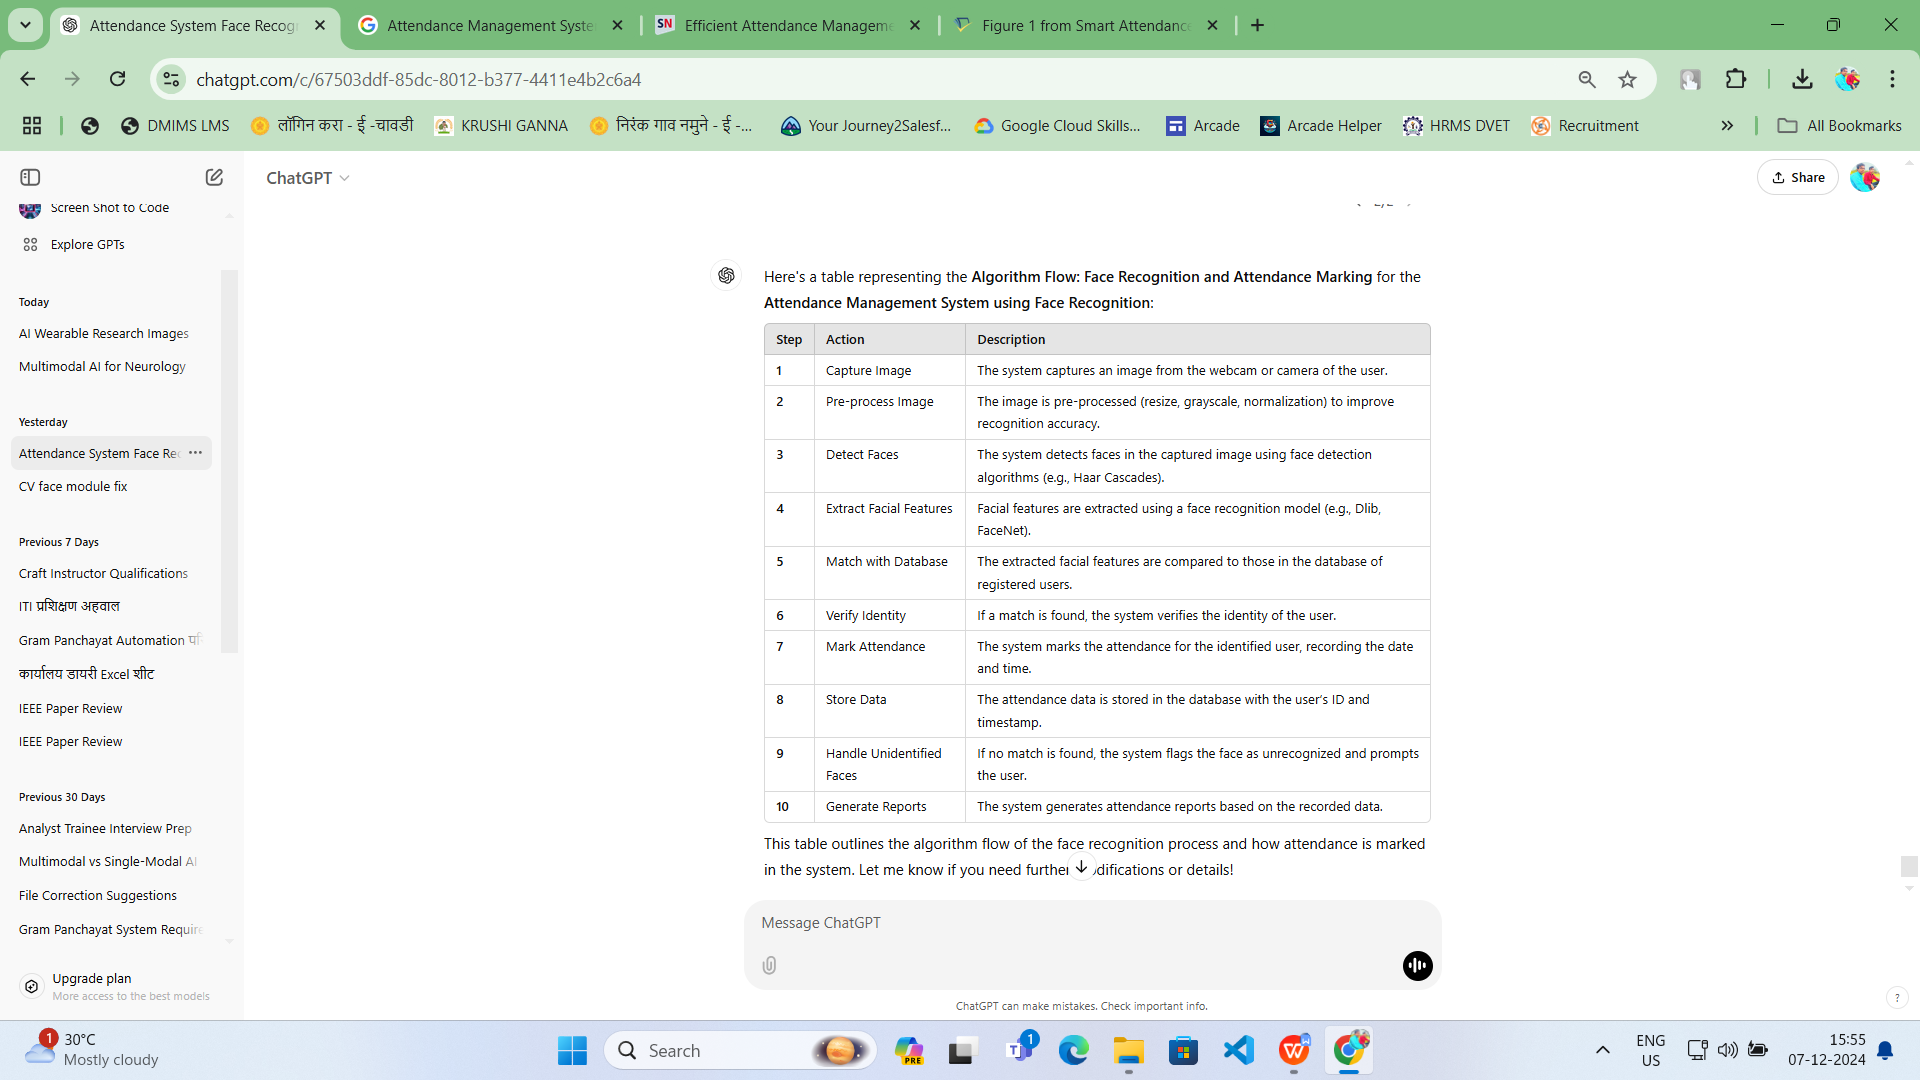 Attendance System Face Recogn
Attendance Management Syste
SN Efficient Attendance Manageme
Figure 1 from Smart Attendance
chatgpt.com/c/67503ddf-85dc-8012-b377-4411e4b2c6a4
DMIMS LMS
लॉगिन करा - ई -चावडी
KRUSHI GANNA
निरंक गाव नमुने - ई -...
Your Journey2Salesf...
Google Cloud Skills...
Arcade
Arcade Helper
HRMS DVET
Recruitment
All Bookmarks
ChatGPT
Share
Screen Shot to Code
Explore GPTs
Today
AI Wearable Research Images
Multimodal AI for Neurology
Yesterday
Attendance System Face Rec
CV face module fix
Previous 7 Days
Craft Instructor Qualifications
ITI प्रशिक्षण अहवाल
Gram Panchayat Automation
कार्यालय डायरी Excel शीट
IEEE Paper Review
IEEE Paper Review
Previous 30 Days
Analyst Trainee Interview Prep
Multimodal vs Single-Modal AI
File Correction Suggestions
Gram Panchayat System Require
Upgrade plan
More access to the best models
Here's a table representing the Algorithm Flow: Face Recognition and Attendance Marking for the
Attendance Management System using Face Recognition:
Step Action Description
1 Capture Image The system captures an image from the webcam or camera of the user.
2 Pre-process Image The image is pre-processed (resize, grayscale, normalization) to improve
recognition accuracy.
3 Detect Faces The system detects faces in the captured image using face detection
algorithms (e.g., Haar Cascades).
4 Extract Facial Features Facial features are extracted using a face recognition model (e.g., Dlib,
FaceNet).
5 Match with Database The extracted facial features are compared to those in the database of
registered users.
6 Verify Identity If a match is found, the system verifies the identity of the user.
7 Mark Attendance The system marks the attendance for the identified user, recording the date
and time.
8 Store Data The attendance data is stored in the database with the user's ID and
timestamp.
9 Handle Unidentified If no match is found, the system flags the face as unrecognized and prompts
Faces the user.
10 Generate Reports The system generates attendance reports based on the recorded data.
This table outlines the algorithm flow of the face recognition process and how attendance is marked
in the system. Let me know if you need further odifications or details!
Message ChatGPT
ChatGPT can make mistakes. Check important info.
?
1
30°C
Mostly cloudy
Search
PRE
1
ENG
US
15:55
07-12-2024